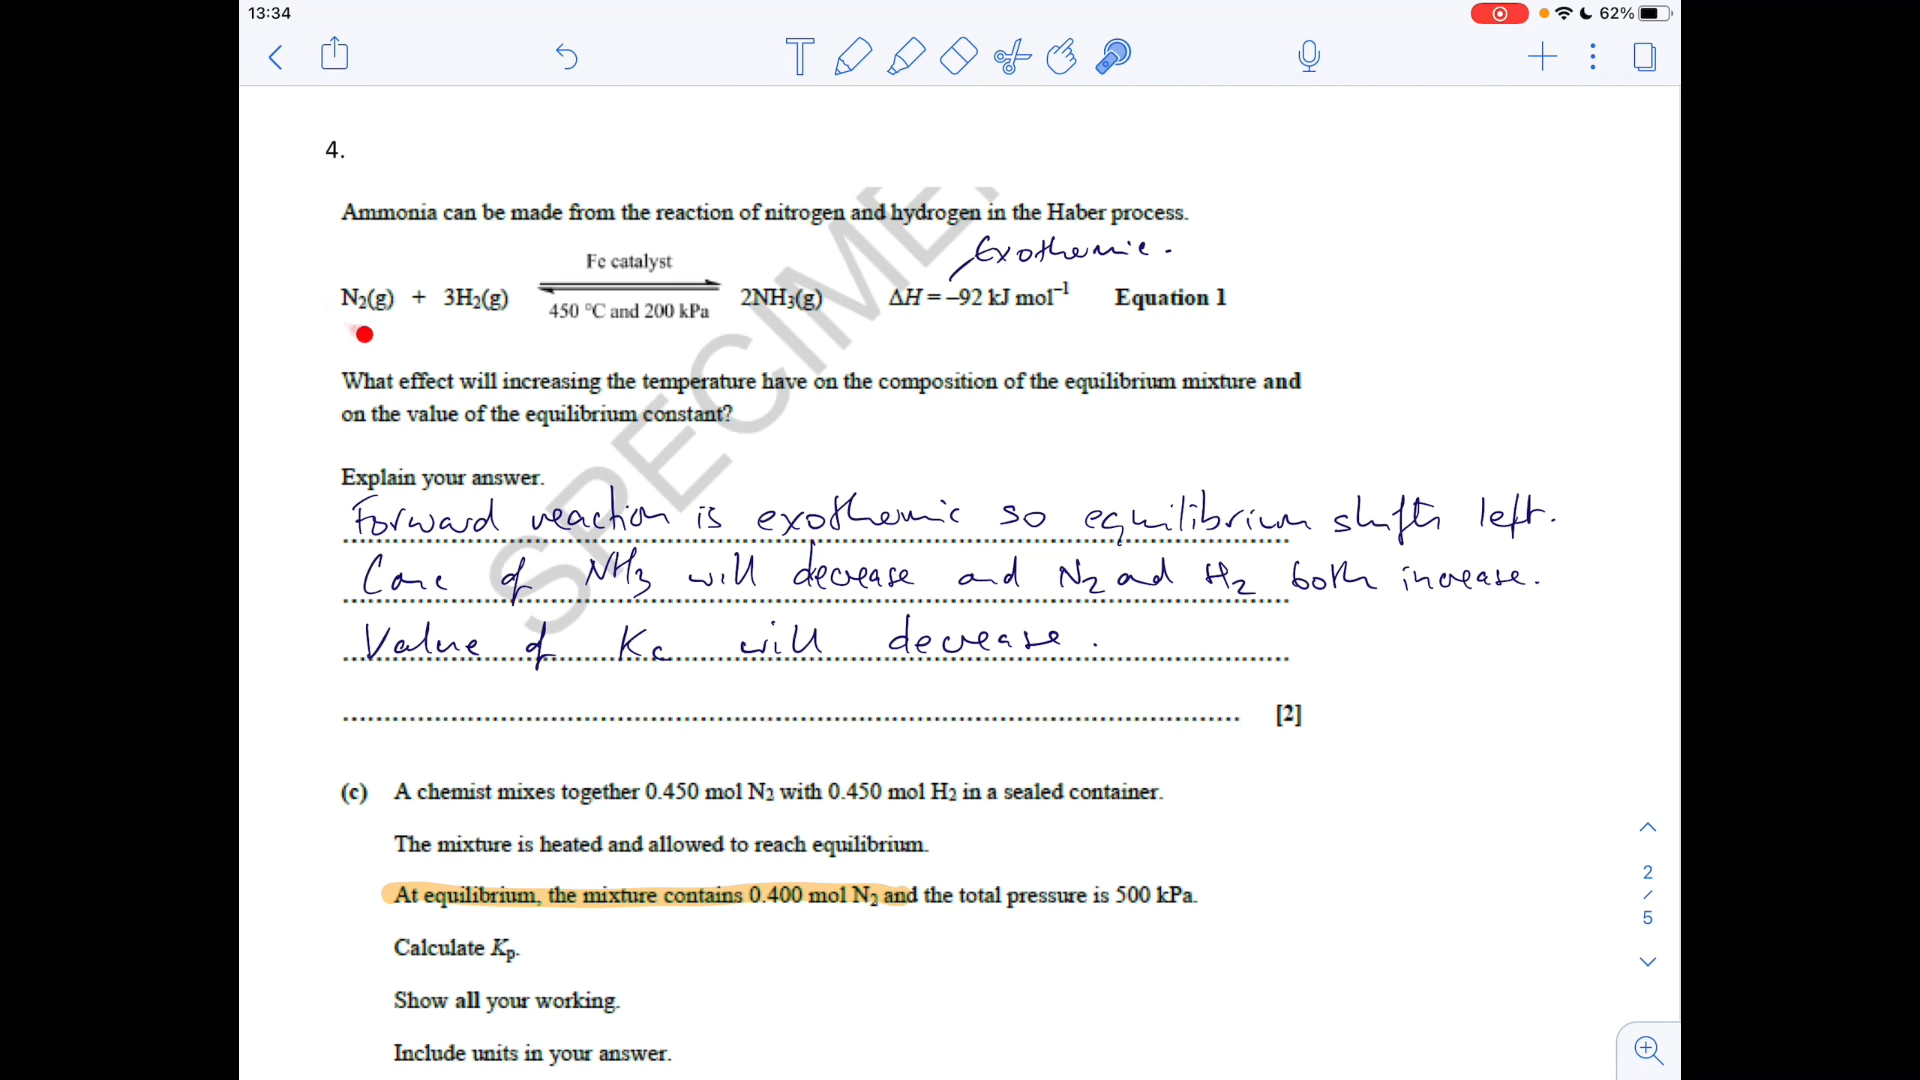 13:34
62%
4.
Ammonia can be made from the reaction of nitrogen and hydrogen in the Haber process.
Exothermic.
Fe catalyst
N2(g) + 3H2(g) 450 °C and 200 kPa 2NH3(g) ΔH = –92 kJ mol–1 Equation 1
What effect will increasing the temperature have on the composition of the equilibrium mixture and
on the value of the equilibrium constant?
Explain your answer.
Forward reaction is exothermic so equilibrium shifts left.
Conc of NH3 will decrease and N2 and H2 both increase.
Value of Kc will decrease.
[2]
(c) A chemist mixes together 0.450 mol N2 with 0.450 mol H2 in a sealed container.
The mixture is heated and allowed to reach equilibrium.
At equilibrium, the mixture contains 0.400 mol N2 and the total pressure is 500 kPa.
Calculate Kp.
Show all your working.
Include units in your answer.
2
/
5
SPECIME